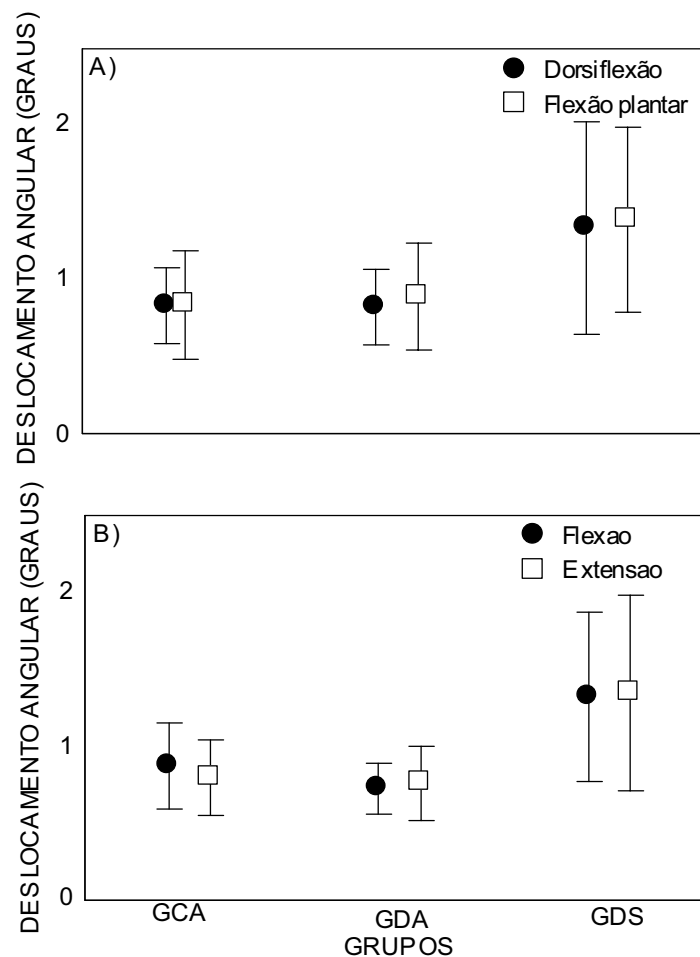 A)
Dorsiflexão
Flexão plantar
DESLOCAMENTO ANGULAR (GRAUS)
2
1
0
B)
Flexao
Extensao
DESLOCAMENTO ANGULAR (GRAUS)
2
1
0
GCA GDA GDS
GRUPOS